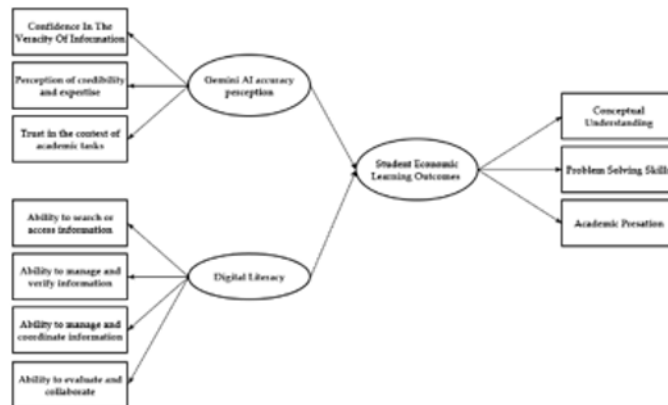 Confidence In The
Veracity Of Information
Perception of credibility
and expertise
Trust in the context of
academic tasks
Gemini AI accuracy
perception
Ability to search or
access information
Ability to manage and
verify information
Ability to manage and
coordinate information
Ability to evaluate and
collaborate
Digital Literacy
Student Economic
Learning Outcomes
Conceptual
Understanding
Problem Solving Skills
Academic Presation